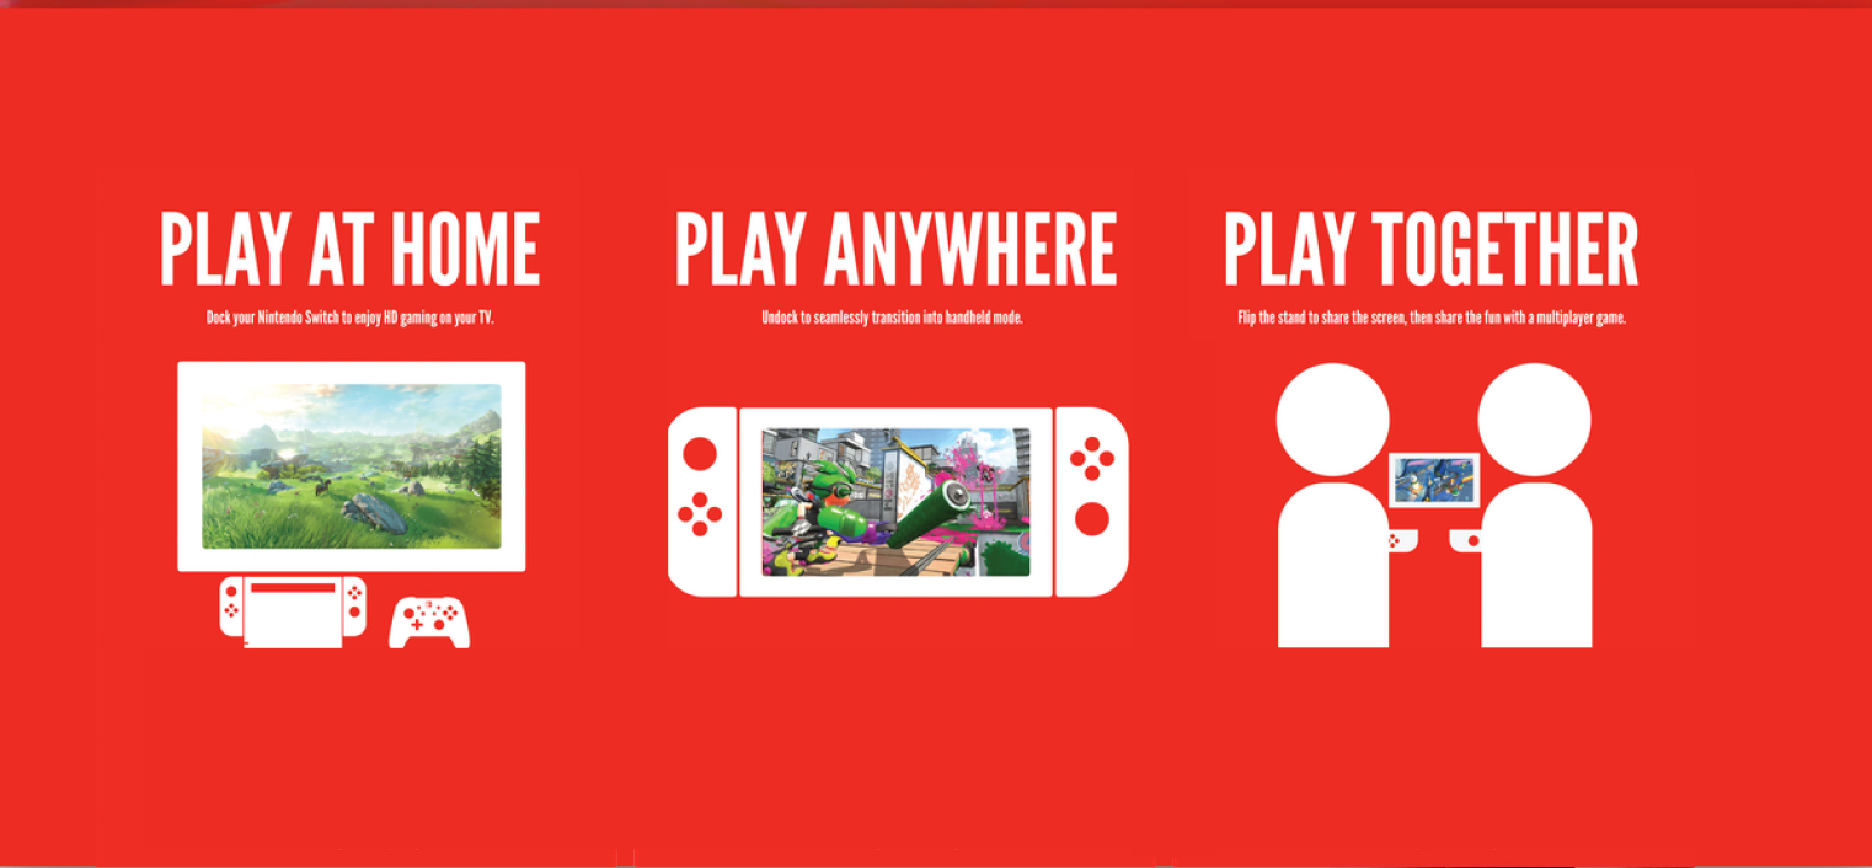 PLAY AT HOME
Dock your Nintendo Switch to enjoy HD gaming on your TV.
PLAY ANYWHERE
Undock to seamlessly transition into handheld mode.
PLAY TOGETHER
Flip the stand to share the screen, then share the fun with a multiplayer game.